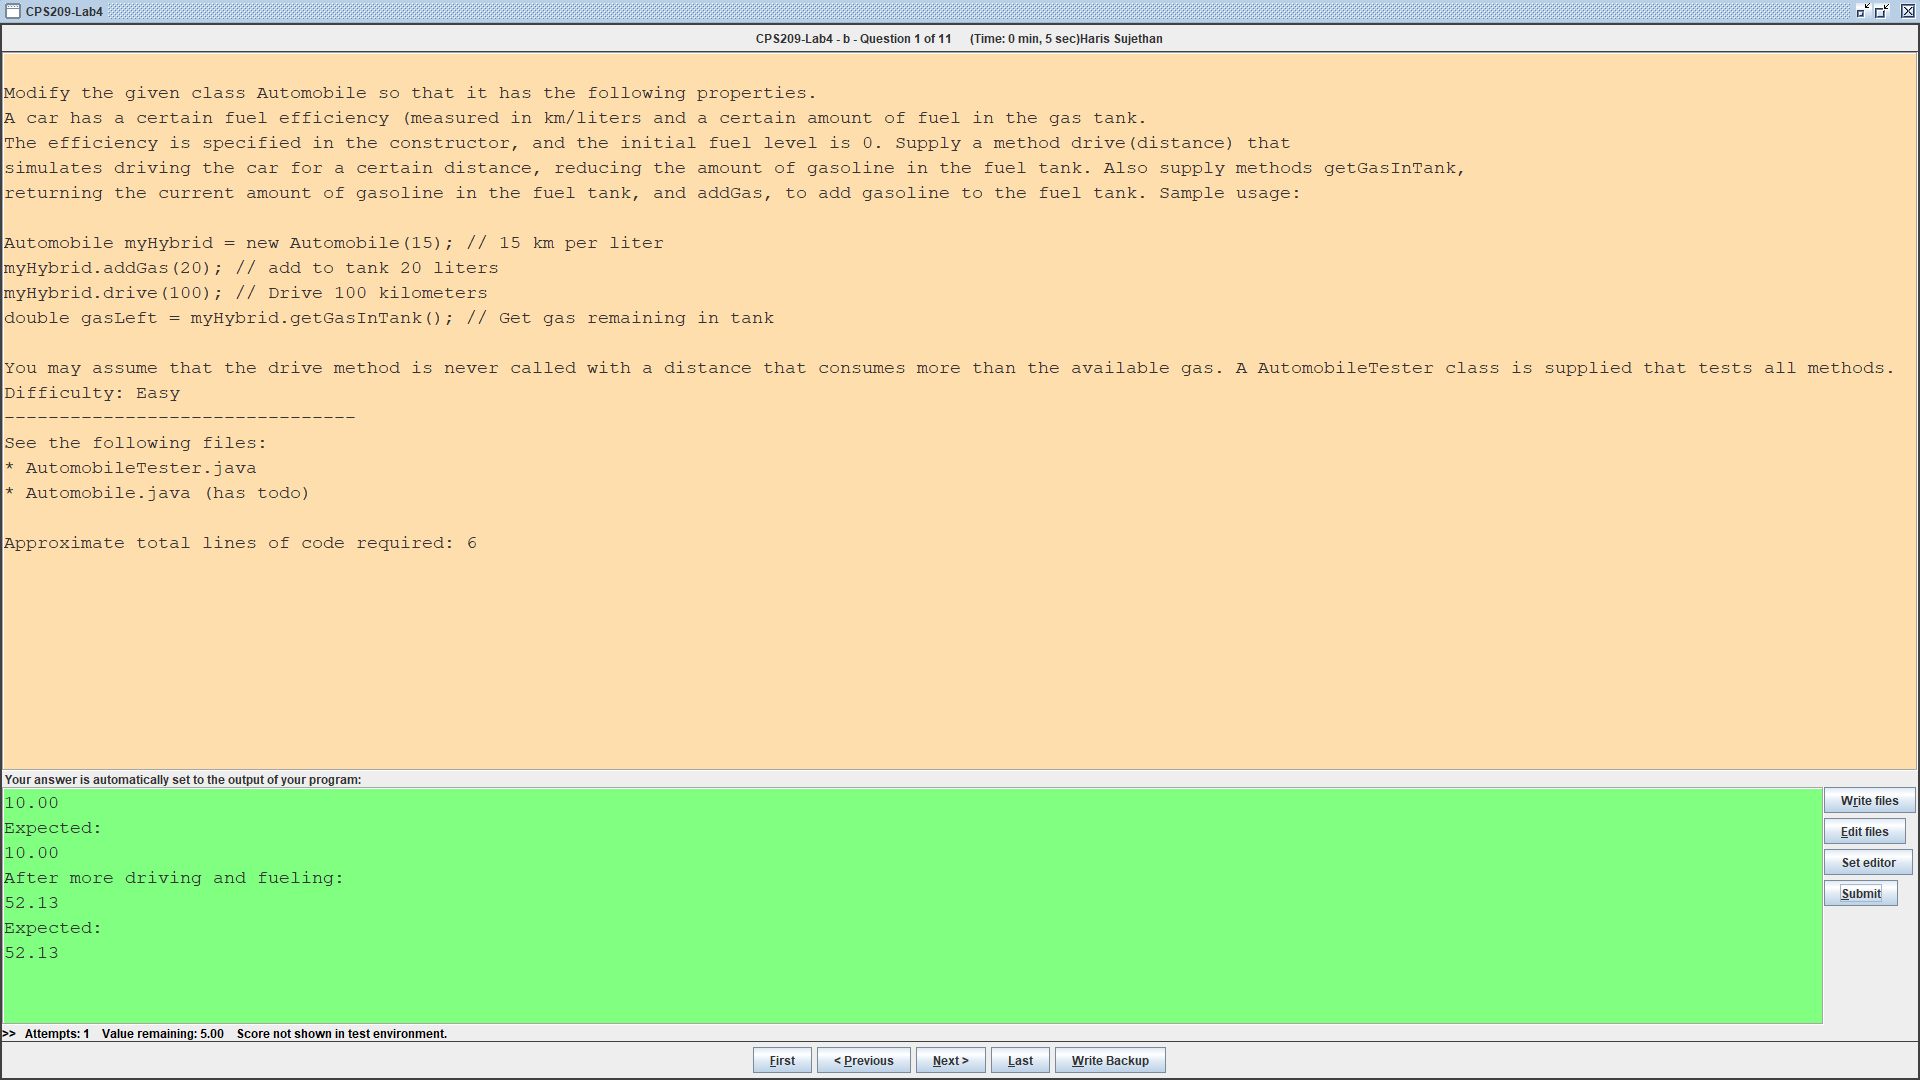 CPS209-Lab4
CPS209-Lab4 - b - Question 1 of 11 (Time: 0 min, 5 sec)Haris Sujethan
Modify the given class Automobile so that it has the following properties.
A car has a certain fuel efficiency (measured in km/liters and a certain amount of fuel in the gas tank.
The efficiency is specified in the constructor, and the initial fuel level is 0. Supply a method drive(distance) that
simulates driving the car for a certain distance, reducing the amount of gasoline in the fuel tank. Also supply methods getGasInTank,
returning the current amount of gasoline in the fuel tank, and addGas, to add gasoline to the fuel tank. Sample usage:
Automobile myHybrid = new Automobile(15); // 15 km per liter
myHybrid.addGas(20); // add to tank 20 liters
myHybrid.drive(100); // Drive 100 kilometers
double gasLeft = myHybrid.getGasInTank(); // Get gas remaining in tank
You may assume that the drive method is never called with a distance that consumes more than the available gas. A AutomobileTester class is supplied that tests all methods.
Difficulty: Easy
--------------------------------
See the following files:
* AutomobileTester.java
* Automobile.java (has todo)
Approximate total lines of code required: 6
Your answer is automatically set to the output of your program:
10.00
Expected:
10.00
After more driving and fueling:
52.13
Expected:
52.13
Write files
Edit files
Set editor
Submit
>> Attempts: 1 Value remaining: 5.00 Score not shown in test environment.
First
< Previous
Next >
Last
Write Backup